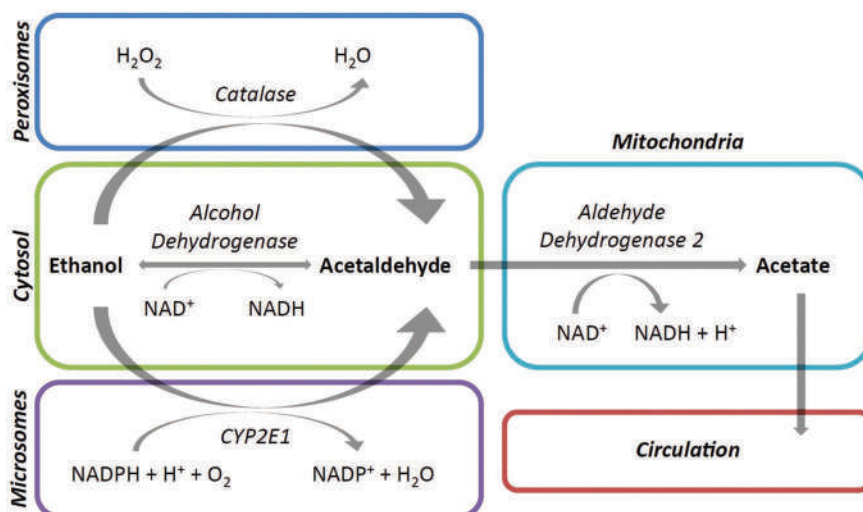 Peroxisomes
H₂O₂
H₂O
Catalase
Cytosol
Alcohol
Dehydrogenase
Ethanol
Acetaldehyde
NAD⁺
NADH
Mitochondria
Aldehyde
Dehydrogenase 2
Acetate
NAD⁺
NADH + H⁺
Microsomes
CYP2E1
NADPH + H⁺ + O₂
NADP⁺ + H₂O
Circulation